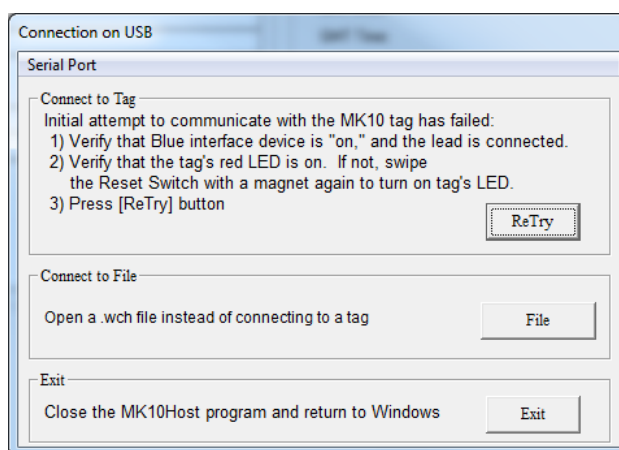 Connection on USB
Serial Port
Connect to Tag
Initial attempt to communicate with the MK10 tag has failed:
1) Verify that Blue interface device is "on," and the lead is connected.
2) Verify that the tag's red LED is on. If not, swipe
the Reset Switch with a magnet again to turn on tag's LED.
3) Press [ReTry] button
ReTry
Connect to File
Open a .wch file instead of connecting to a tag
File
Exit
Close the MK10Host program and return to Windows
Exit